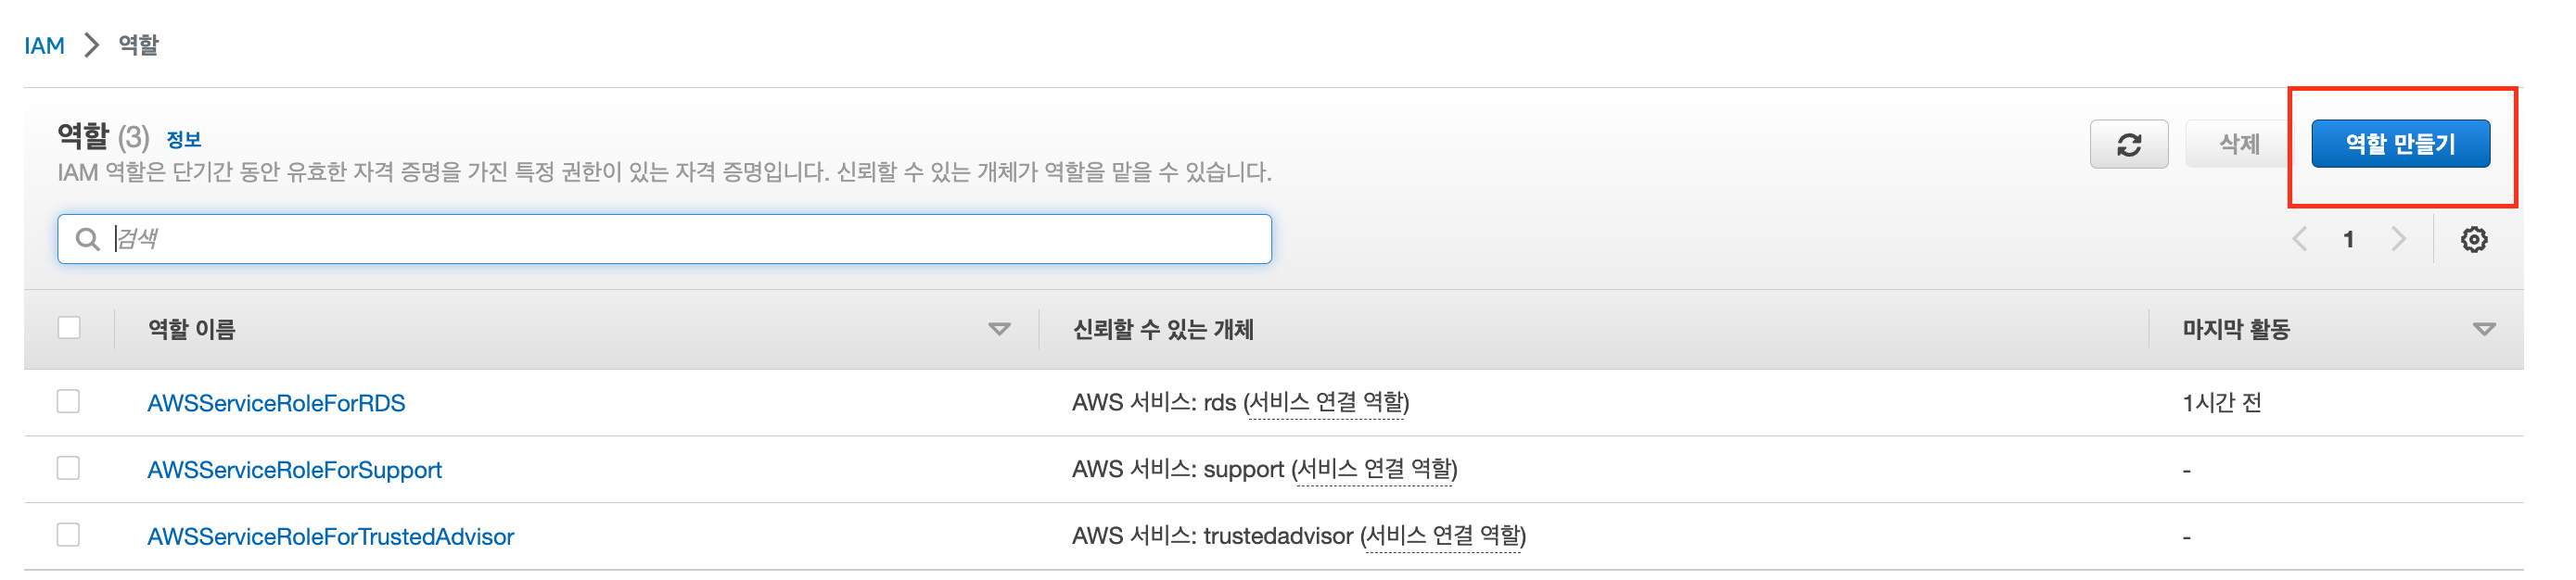 IAM > 역할
역할 (3) 정보
IAM 역할은 단기간 동안 유효한 자격 증명을 가진 특정 권한이 있는 자격 증명입니다. 신뢰할 수 있는 개체가 역할을 맡을 수 있습니다.
삭제 역할 만들기
검색
1
역할 이름 신뢰할 수 있는 개체 마지막 활동
AWSServiceRoleForRDS AWS 서비스: rds (서비스 연결 역할) 1시간 전
AWSServiceRoleForSupport AWS 서비스: support (서비스 연결 역할) -
AWSServiceRoleForTrustedAdvisor AWS 서비스: trustedadvisor (서비스 연결 역할) -